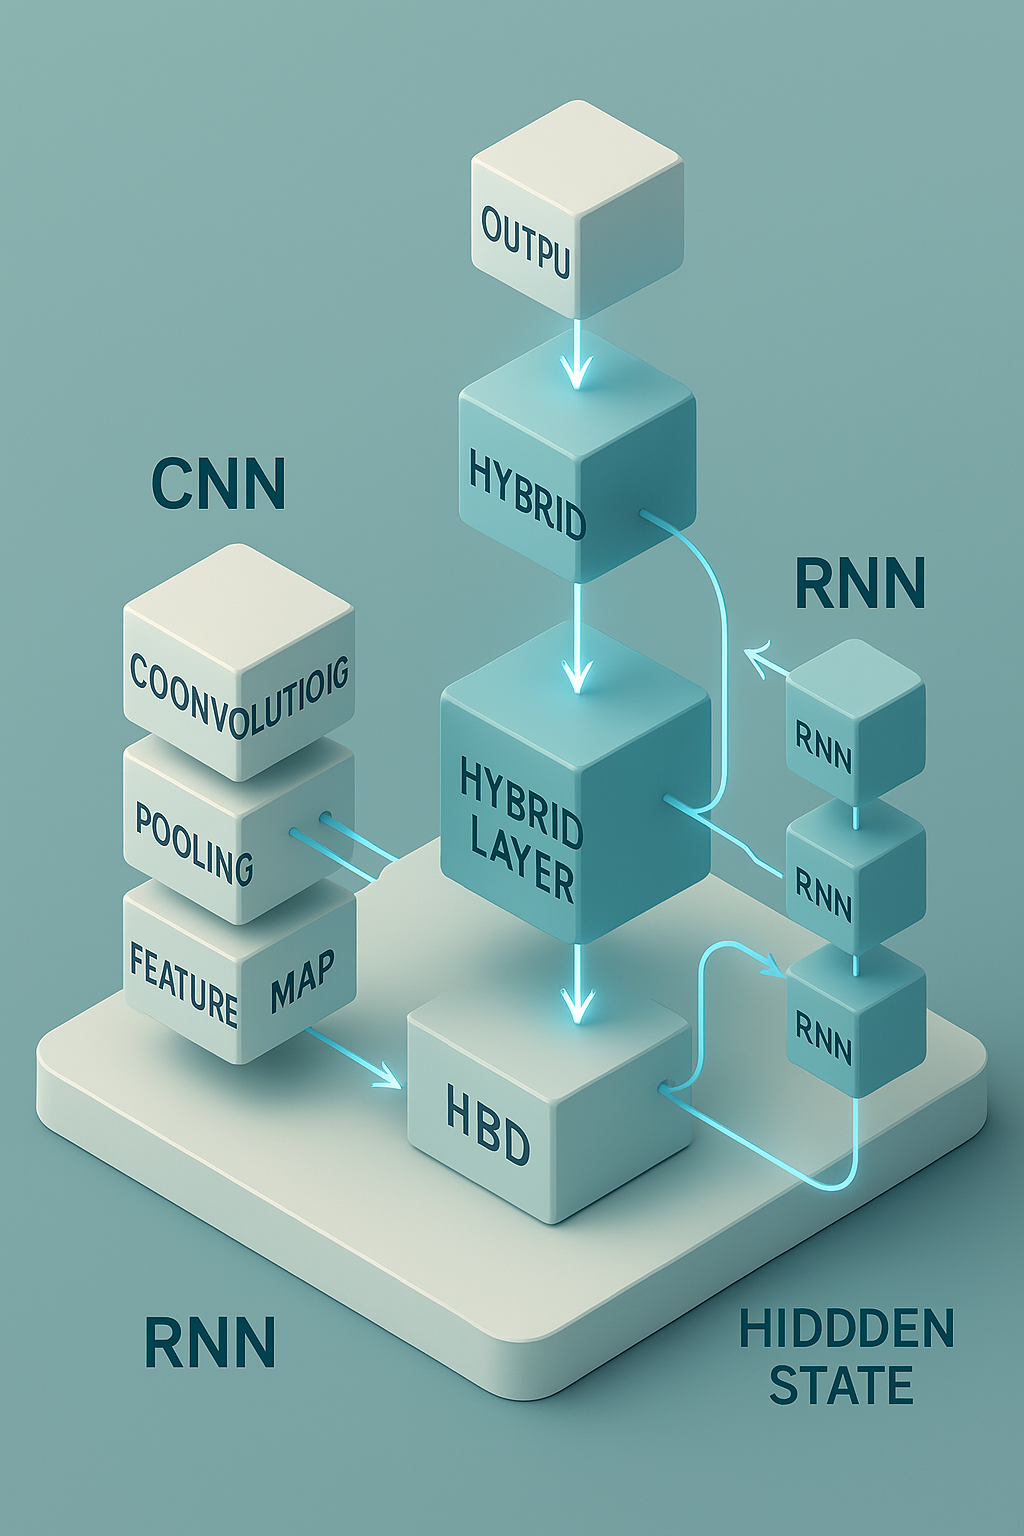 OUTPU
HYBRID
CNN
RNN
COONVOLUTIOIG
RNN
HYBRID
LAYER
POOLING
RNN
FEATURE MAP
RNN
HBD
RNN
HIDDDEN
STATE